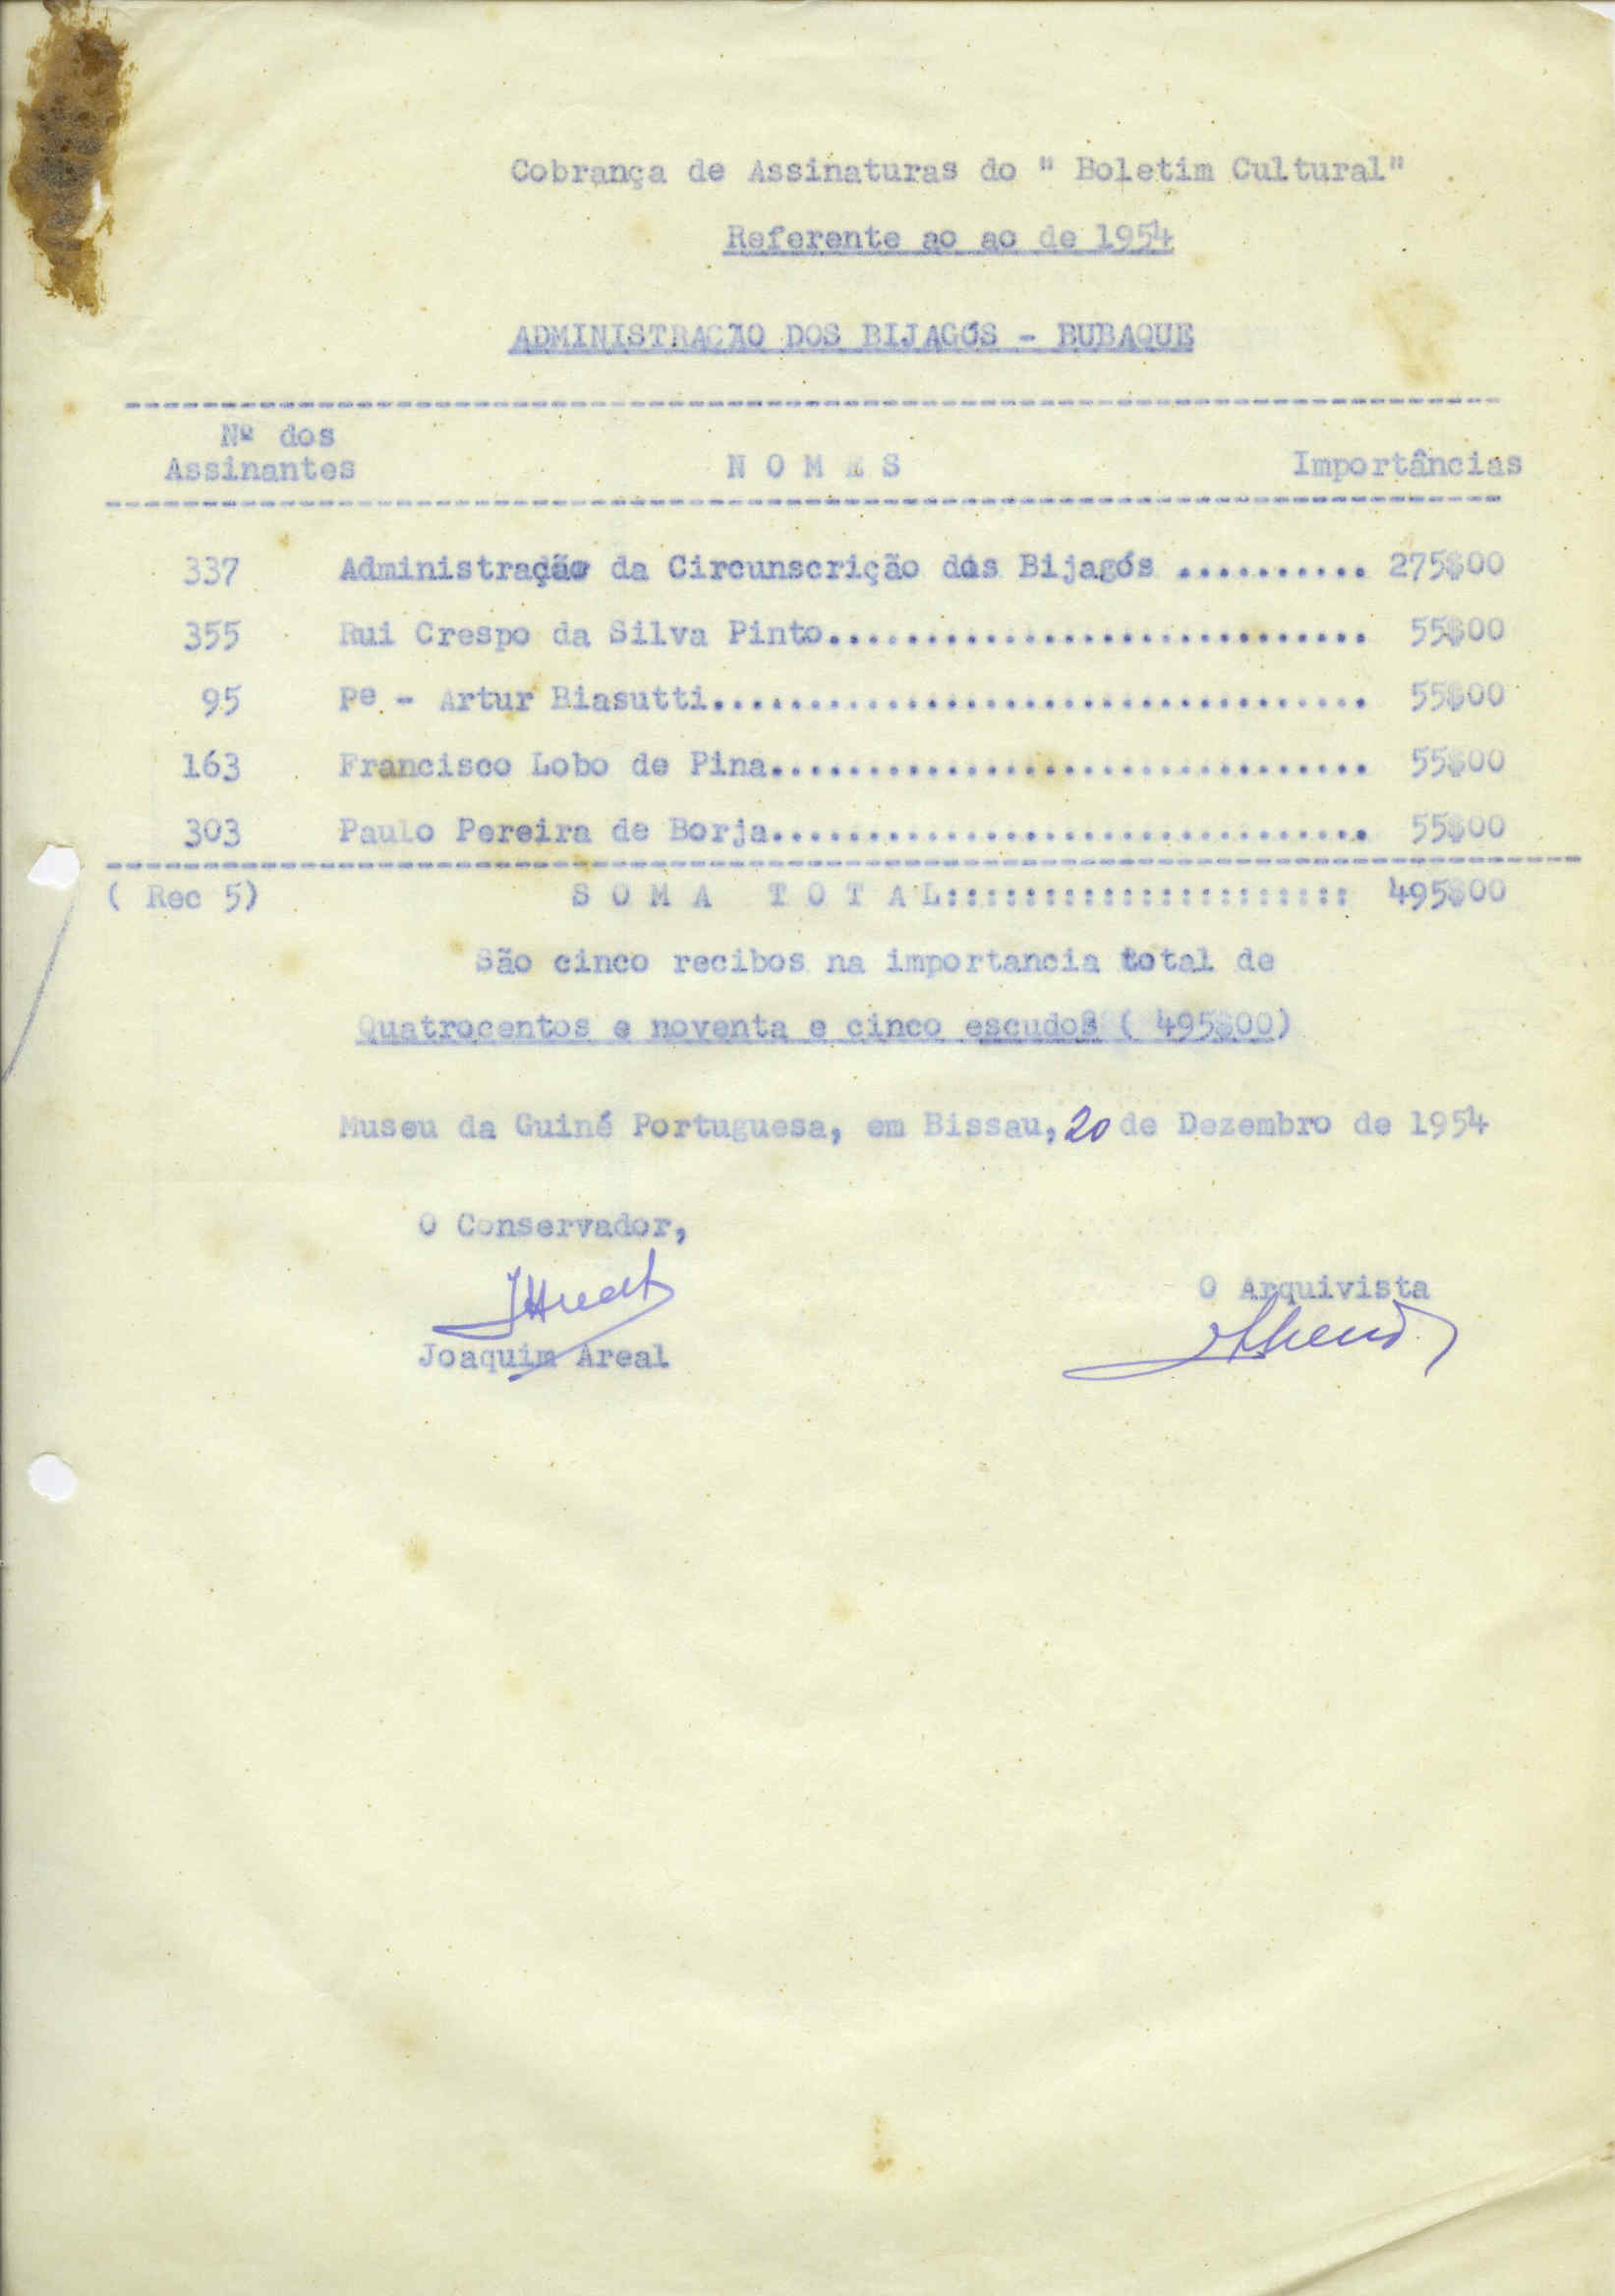 Cobrança de Assinaturas do " Boletim Cultural"
Referente ao ao de 1954
ADMINISTRAÇÃO DOS BIJAGÓS - BUBAQUE
Nº dos
Assinantes N O M E S Importâncias
337 Administração da Circunscrição dos Bijagós .......... 275$00
355 Rui Crespo da Silva Pinto............................ 55$00
95 Pe - Artur Biasutti.................................. 55$00
163 Francisco Lobo de Pina............................... 55$00
303 Paulo Pereira de Borja............................... 55$00
( Rec 5) S O M A T O T A L::::::::::::::::::::: 495$00
São cinco recibos na importancia total de
Quatrocentos e noventa e cinco escudos ( 495$00)
Museu da Guiné Portuguesa, em Bissau, 20 de Dezembro de 1954
O Conservador,
O Arquivista
Joaquim Areal